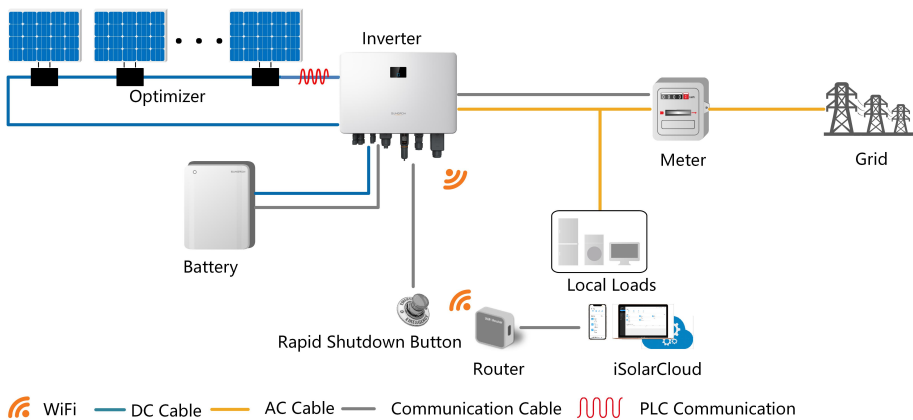 Inverter
Optimizer
Meter
Grid
Battery
Local Loads
Rapid Shutdown Button
Router
iSolarCloud
WiFi
DC Cable
AC Cable
Communication Cable
PLC Communication